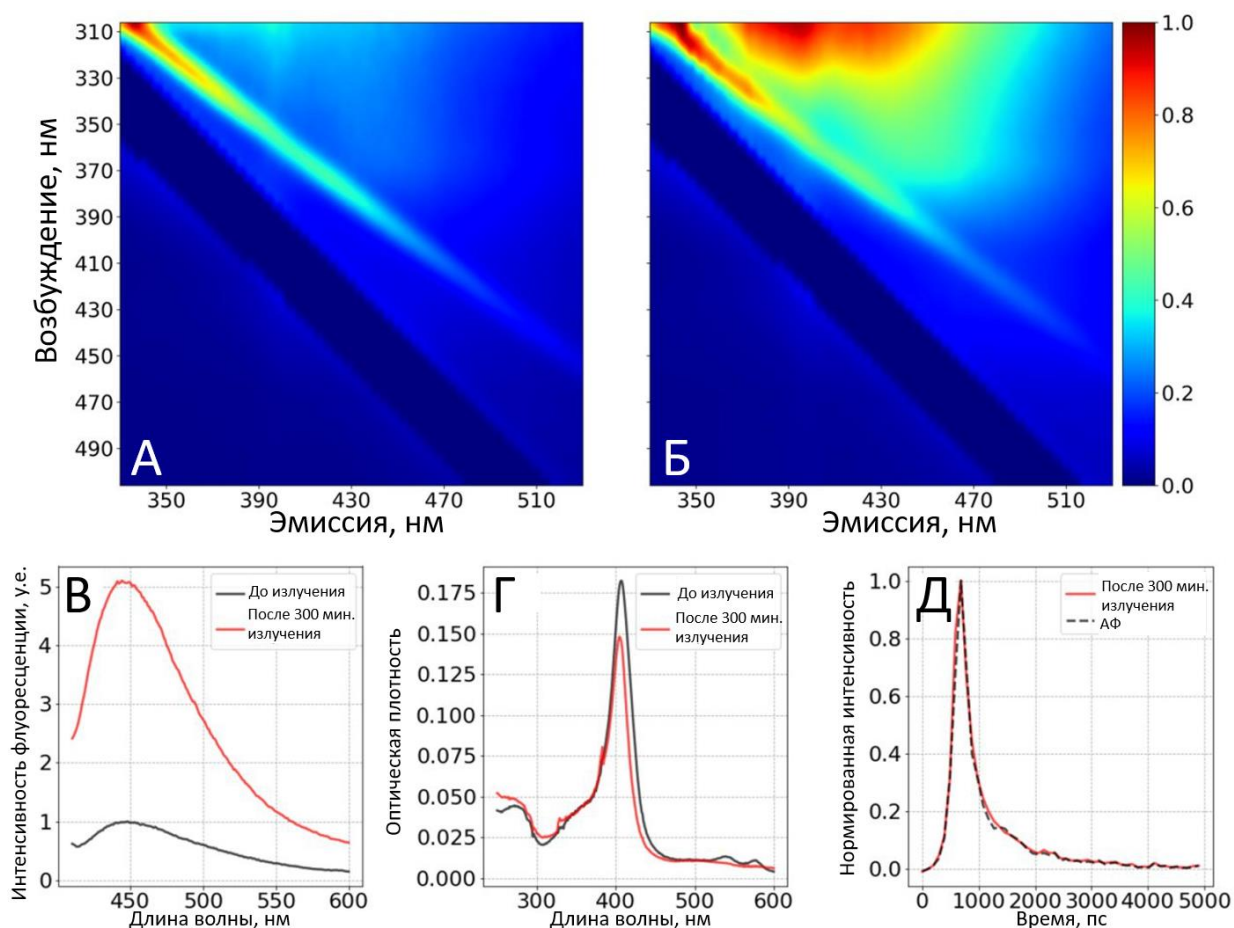 310
330
350
370
390
410
430
450
470
490
Возбуждение, нм
А
350 390 430 470 510
Эмиссия, нм
Б
350 390 430 470 510
Эмиссия, нм
1.0
0.8
0.6
0.4
0.2
0.0
В
До излучения
После 300 мин.
излучения
Интенсивность флуоресценции, у.е.
5
4
3
2
1
0
450 500 550 600
Длина волны, нм
Г
До излучения
После 300 мин.
излучения
Оптическая плотность
0.175
0.150
0.125
0.100
0.075
0.050
0.025
0.000
300 400 500 600
Длина волны, нм
Д
После 300 мин.
излучения
АФ
Нормированная интенсивность
1.0
0.8
0.6
0.4
0.2
0.0
0 1000 2000 3000 4000 5000
Время, пс